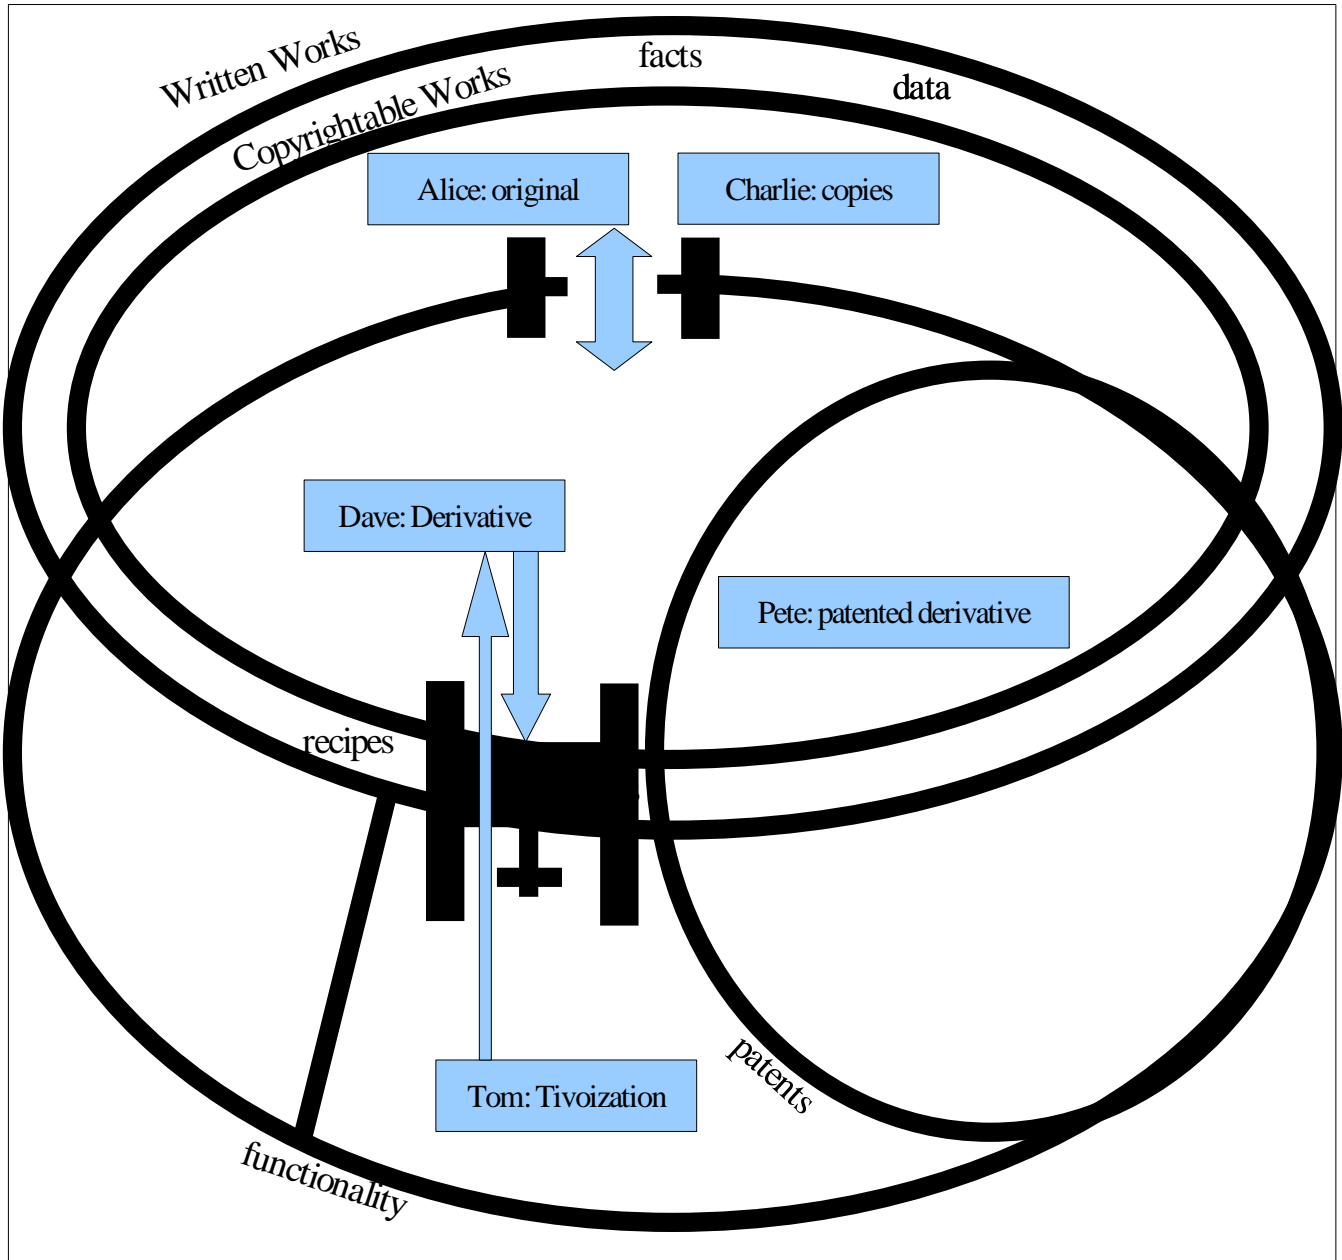 Written Works
facts
data
Copyrightable Works
Alice: original
Charlie: copies
Dave: Derivative
Pete: patented derivative
recipes
patents
Tom: Tivoization
functionality